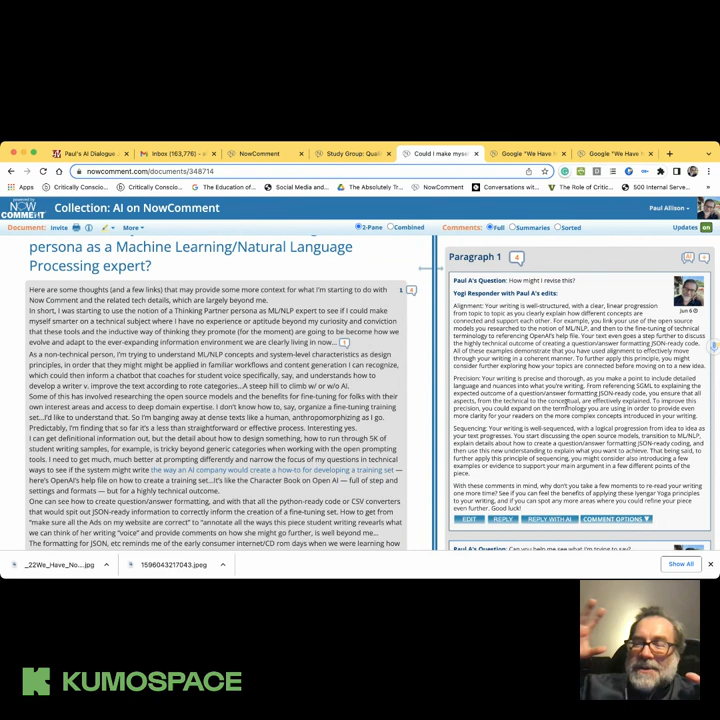 Paul's AI Dialogue
Inbox (163,776)
NowComment
Study Group: Quali
Could I make myse
Google "We Have N
Google "We Have N
nowcomment.com/documents/348714
Apps
Critically Conscio...
Critically Conscio...
The Education of...
Social Media and...
The Absolutely Tr...
NowComment
Conversations wit...
The Role of Critic...
500 Internal Serve...
powered by
NOW COMMENT
Collection: AI on NowComment
Paul Allison
Document: Invite More
2-Pane Combined
Comments: Full Summaries Sorted
Updates on
persona as a Machine Learning/Natural Language
Processing expert?
Here are some thoughts (and a few links) that may provide some more context for what I'm starting to do with
Now Comment and the related tech details, which are largely beyond me.
In short, I was starting to use the notion of a Thinking Partner persona as ML/NLP expert to see if I could make
myself smarter on a technical subject where I have no experience or aptitude beyond my curiosity and conviction
that these tools and the inductive way of thinking they promote (for the moment) are going to be become how we
evolve and adapt to the ever-expanding information environment we are clearly living in now... 1
As a non-technical person, I'm trying to understand ML/NLP concepts and system-level characteristics as design
principles, in order that they might be applied in familiar workflows and content generation I can recognize,
which could then inform a chatbot that coaches for student voice specifically, say, and understands how to
develop a writer v. improve the text according to rote categories...A steep hill to climb w/ or w/o AI.
Some of this has involved researching the open source models and the benefits for fine-tuning for folks with their
own interest areas and access to deep domain expertise. I don't know how to, say, organize a fine-tuning training
set...I'd like to understand that. So I'm banging away at dense texts like a human, anthropomorphizing as I go.
Predictably, I'm finding that so far it's a less than straightforward or effective process. Interesting yes.
I can get definitional information out, but the detail about how to design something, how to run through 5K of
student writing samples, for example, is tricky beyond generic categories when working with the open prompting
tools. I need to get much, much better at prompting differently and narrow the focus of my questions in technical
ways to see if the system might write the way an AI company would create a how-to for developing a training set —
here's OpenAI's help file on how to create a training set...it's like the Character Book on Open AI — full of step and
settings and formats — but for a highly technical outcome.
One can see how to create question/answer formatting, and with that all the python-ready code or CSV converters
that would spit out JSON-ready information to correctly inform the creation of a fine-tuning set. How to get from
"make sure all the Ads on my website are correct" to "annotate all the ways this piece student writing reveals what
we can think of her writing "voice" and provide comments on how she might go further, is well beyond me...
The formatting for JSON, etc reminds me of the early consumer internet/CD rom days when we were learning how
1 4
Paragraph 1 4
AI +
Paul A's Question: How might I revise this?
Yogi Responder with Paul A's edits:
Jun 6
Alignment: Your writing is well-structured, with a clear, linear progression
from topic to topic as you clearly explain how different concepts are
connected and support each other. For example, you link your use of the open source
models you researched to the notion of ML/NLP, and then to the fine-tuning of technical
terminology to referencing OpenAI's help file. Your text even goes a step further to discuss
the highly technical outcome of creating a question/answer formatting JSON-ready code.
All of these examples demonstrate that you have used alignment to effectively move
through your writing in a coherent manner. To further apply this principle, you might
consider further exploring how your topics are connected before moving on to a new idea.
Precision: Your writing is precise and thorough, as you make a point to include detailed
language and nuances into what you're writing. From referencing SGML to explaining the
expected outcome of a question/answer formatting JSON-ready code, you ensure that all
aspects, from the technical to the conceptual, are effectively explained. To improve this
precision, you could expand on the terminology you are using in order to provide even
more clarity for your readers on more complex concepts introduced in your writing.
Sequencing: Your writing is well-sequenced, with a logical progression from idea to idea as
your text progresses. You start discussing the open source models, transition to ML/NLP,
and then use this new understanding to explain what you want to achieve. That being said, to
further apply this principle of sequencing, you might also consider introducing a few
examples or evidence to support your main argument in a few different points of the
piece.
With these comments in mind, why don't you take a few moments to re-read your writing
one more time? See if you can feel the benefits of applying these Iyengar Yoga principles
to your writing, and if you can spot any more areas where you could refine your piece
even further. Good luck!
EDIT REPLY REPLY WITH AI COMMENT OPTIONS
Paul A's Question: Can you help me see what I'm trying to say?
_22We_Have_No....jpg
1596043217043.jpeg
Show All
KUMOSPACE